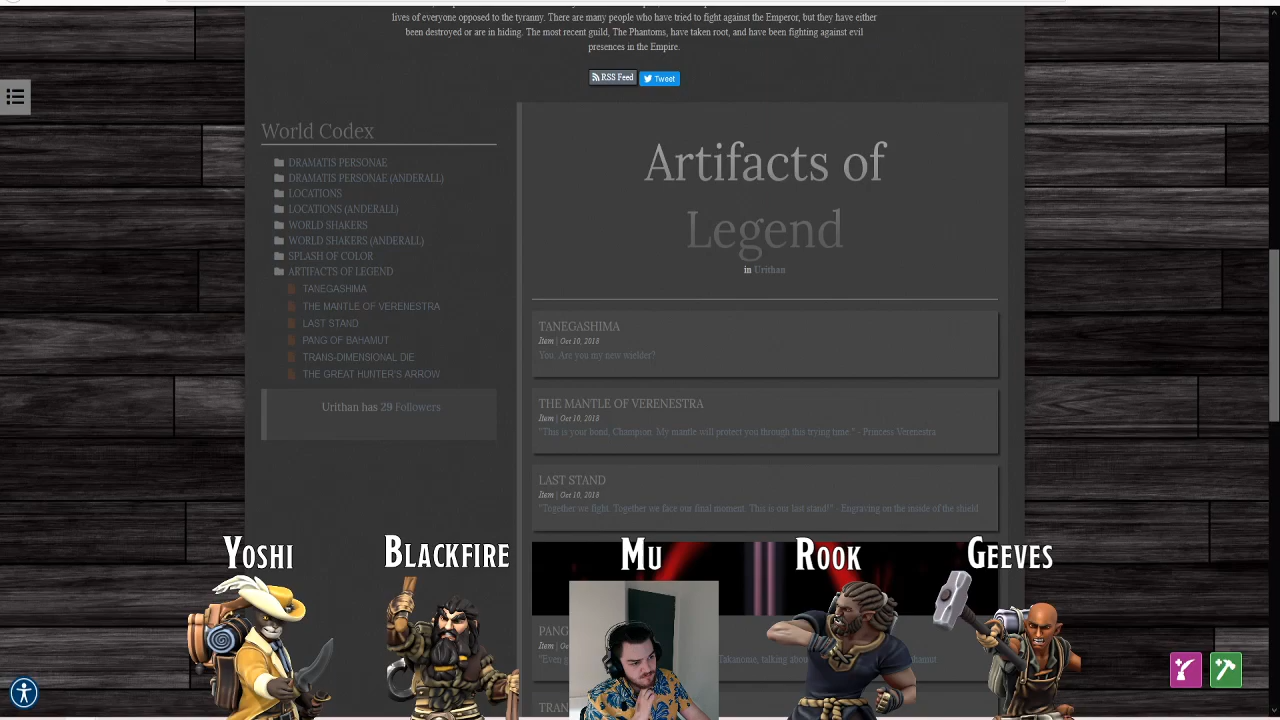 lives of everyone opposed to the tyranny. There are many people who have tried to fight against the Emperor, but they have either
been destroyed or are in hiding. The most recent guild, The Phantoms, have taken root, and have been fighting against evil
presences in the Empire.
RSS Feed
Tweet
World Codex
DRAMATIS PERSONAE
DRAMATIS PERSONAE (ANDERALL)
LOCATIONS
LOCATIONS (ANDERALL)
WORLD SHAKERS
WORLD SHAKERS (ANDERALL)
SPLASH OF COLOR
ARTIFACTS OF LEGEND
TANEGASHIMA
THE MANTLE OF VERENESTRA
LAST STAND
PANG OF BAHAMUT
TRANS-DIMENSIONAL DIE
THE GREAT HUNTER'S ARROW
Urithan has 29 Followers
Artifacts of
Legend
in Urithan
TANEGASHIMA
Item | Oct 10, 2018
You. Are you my new wielder?
THE MANTLE OF VERENESTRA
Item | Oct 10, 2018
"This is your bond, Champion. My mantle will protect you through this trying time." - Princess Verenestra
LAST STAND
Item | Oct 10, 2018
"Together we fight. Together we face our final moment. This is our last stand!" - Engraving on the inside of the shield
YOSHI
BLACKFIRE
MU
ROOK
GEEVES
PANG
Item |
"Even
talking
TRAN